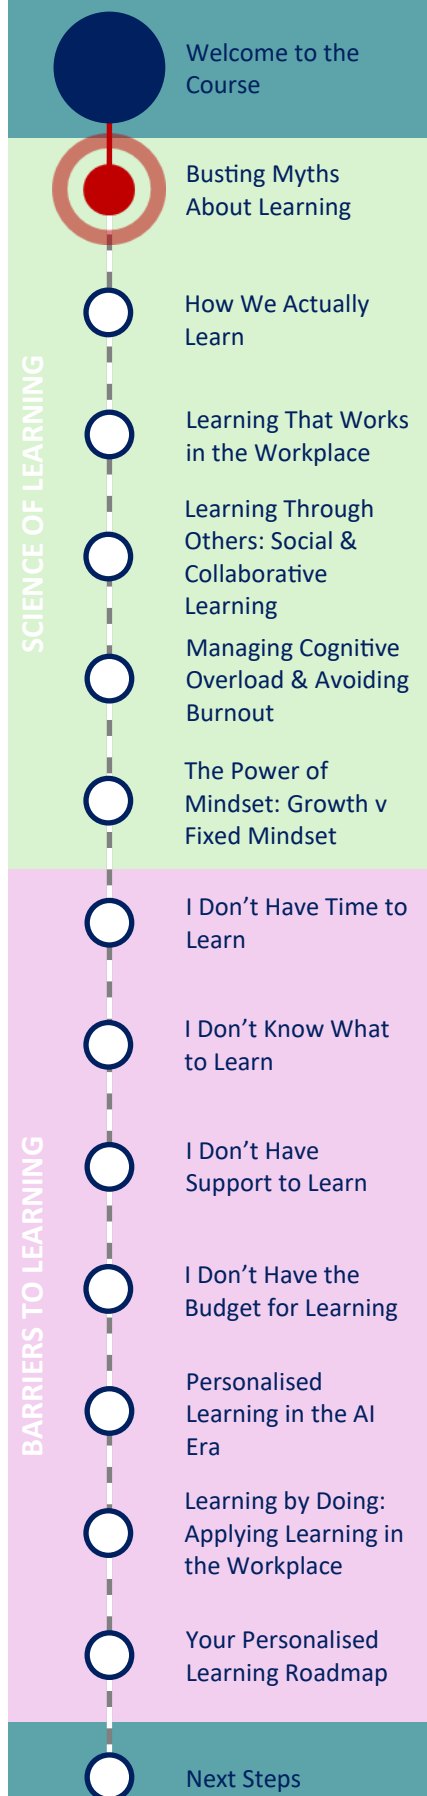 Welcome to the
Course
SCIENCE OF LEARNING
Busting Myths
About Learning
How We Actually
Learn
Learning That Works
in the Workplace
Learning Through
Others: Social &
Collaborative
Learning
Managing Cognitive
Overload & Avoiding
Burnout
The Power of
Mindset: Growth v
Fixed Mindset
BARRIERS TO LEARNING
I Don’t Have Time to
Learn
I Don’t Know What
to Learn
I Don’t Have
Support to Learn
I Don’t Have the
Budget for Learning
Personalised
Learning in the AI
Era
Learning by Doing:
Applying Learning in
the Workplace
Your Personalised
Learning Roadmap
Next Steps